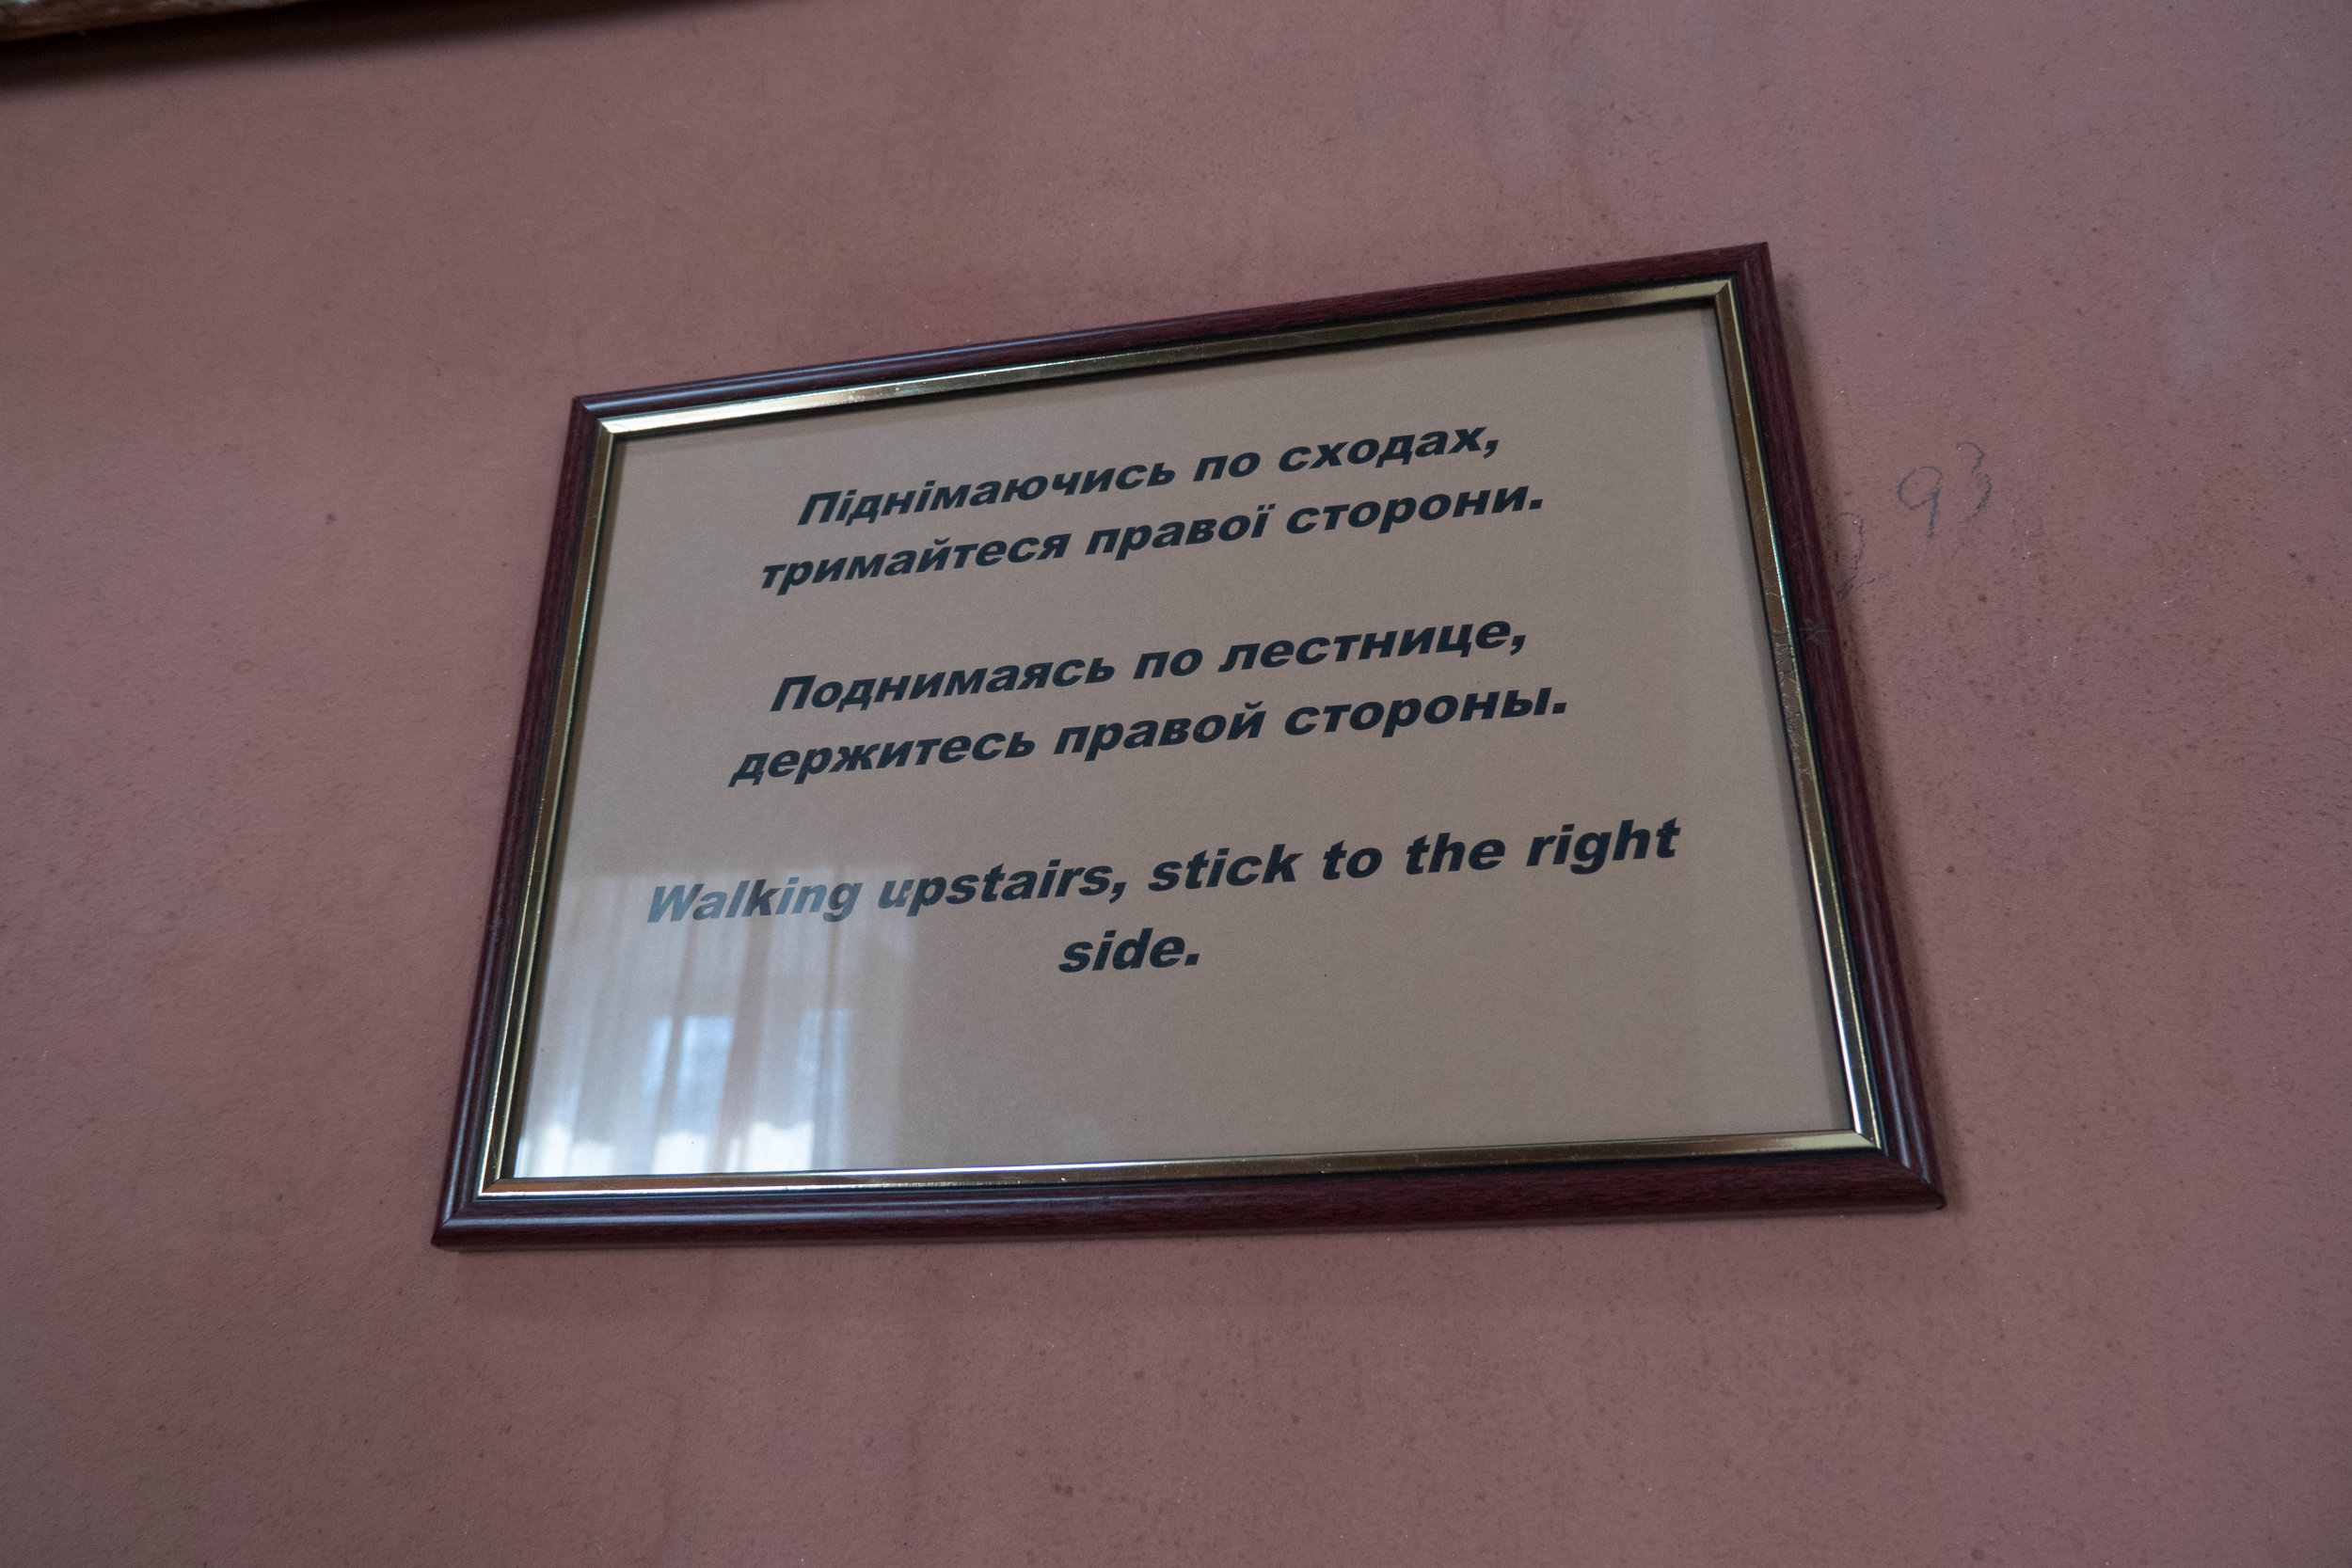 Піднімаючись по сходах,
тримайтеся правої сторони.
Поднимаясь по лестнице,
держитесь правой стороны.
Walking upstairs, stick to the right
side.
293